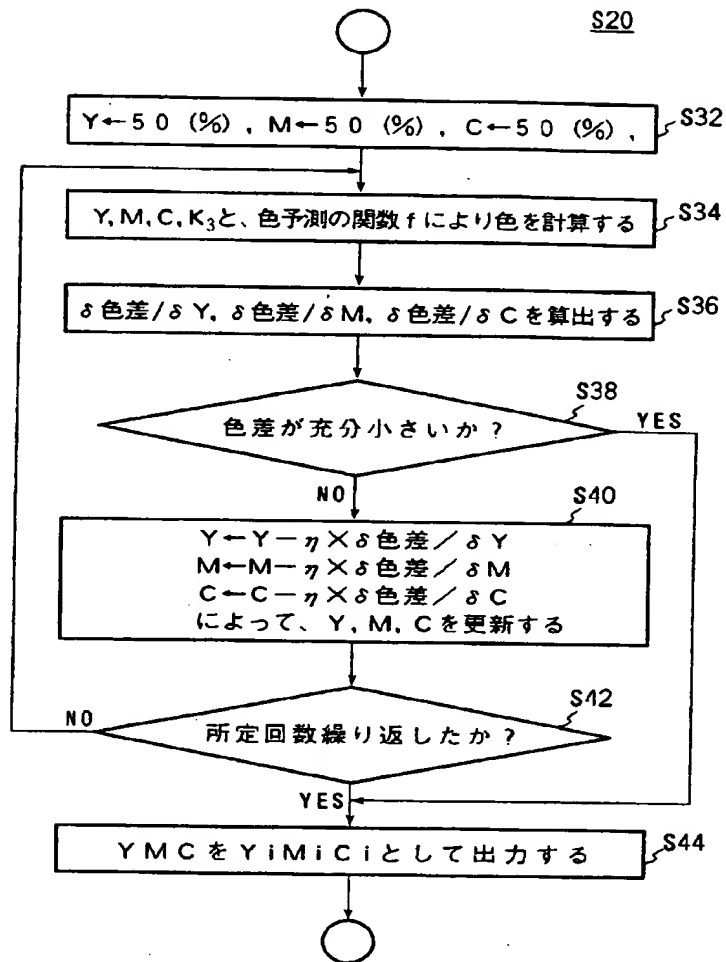 S20
Y←50 (%) , M←50 (%) , C←50 (%) ,
S32
Y, M, C, K₃と、色予測の関数 f により色を計算する
S34
δ色差/δY, δ色差/δM, δ色差/δCを算出する
S36
S38
色差が充分小さいか?
YES
NO
S40
Y←Y−η×δ色差/δY
M←M−η×δ色差/δM
C←C−η×δ色差/δC
によって、Y, M, Cを更新する
S42
NO
所定回数繰り返したか?
YES
YMCをYiMiCiとして出力する
S44